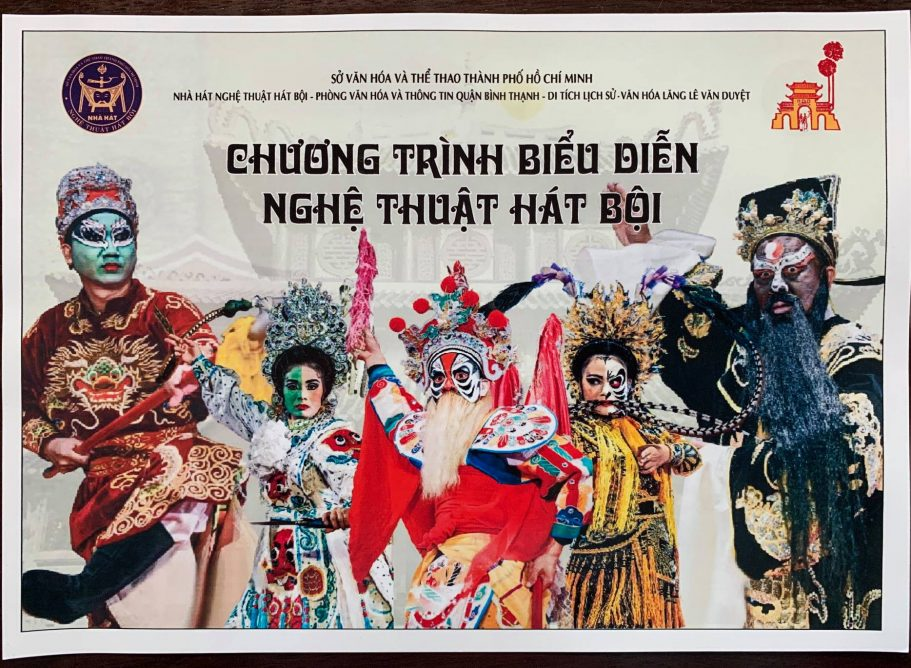 SỞ VĂN HÓA VÀ THỂ THAO THÀNH PHỐ HỒ CHÍ MINH
NHÀ HÁT NGHỆ THUẬT HÁT BỘI - PHÒNG VĂN HÓA VÀ THÔNG TIN QUẬN BÌNH THẠNH - DI TÍCH LỊCH SỬ-VĂN HÓA LĂNG LÊ VĂN DUYỆT
NHÀ HÁT
NGHỆ THUẬT HÁT BỘI
CHƯƠNG TRÌNH BIỂU DIỄN
NGHỆ THUẬT HÁT BỘI